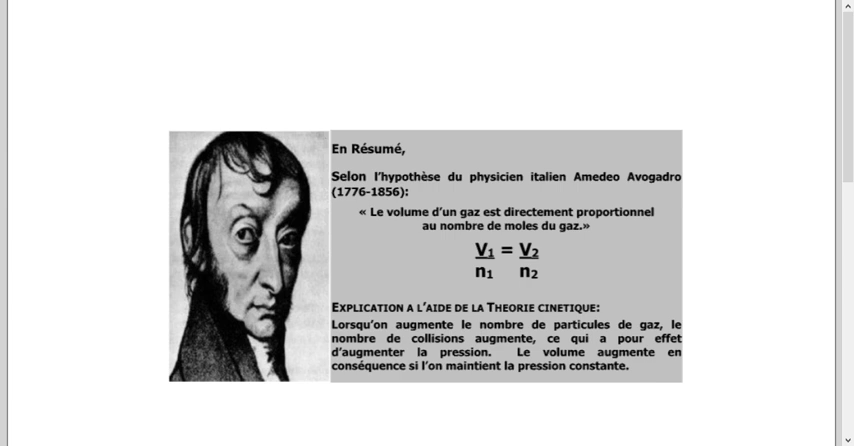 En Résumé,
Selon l'hypothèse du physicien italien Amedeo Avogadro
(1776-1856):
« Le volume d'un gaz est directement proportionnel
au nombre de moles du gaz.»
V₁ = V₂
n₁ n₂
EXPLICATION A L'AIDE DE LA THEORIE CINETIQUE:
Lorsqu'on augmente le nombre de particules de gaz, le
nombre de collisions augmente, ce qui a pour effet
d'augmenter la pression. Le volume augmente en
conséquence si l'on maintient la pression constante.